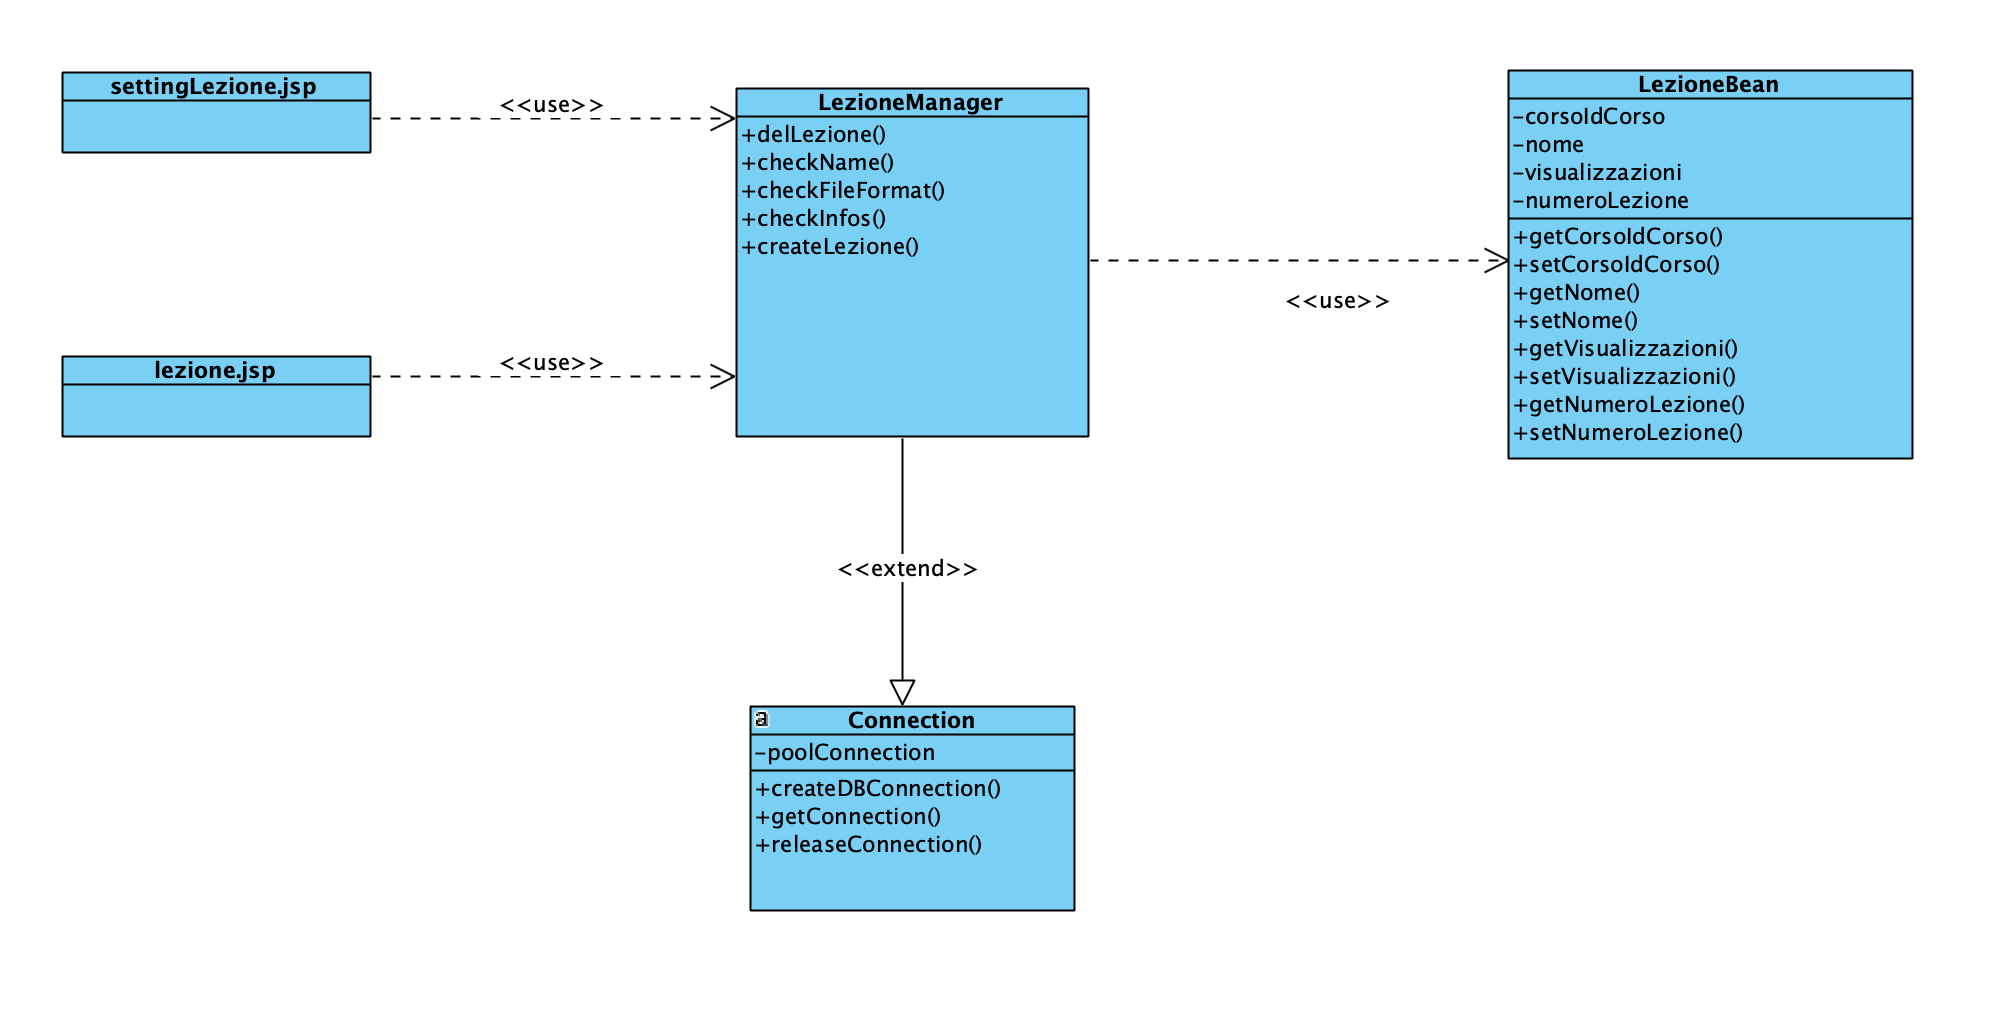 settingLezione.jsp
<<use>>
LezioneManager
+delLezione()
+checkName()
+checkFileFormat()
+checkInfos()
+createLezione()
LezioneBean
-corsoIdCorso
-nome
-visualizzazioni
-numeroLezione
+getCorsoIdCorso()
+setCorsoIdCorso()
+getNome()
+setNome()
+getVisualizzazioni()
+setVisualizzazioni()
+getNumeroLezione()
+setNumeroLezione()
<<use>>
lezione.jsp
<<use>>
<<extend>>
a
Connection
-poolConnection
+createDBConnection()
+getConnection()
+releaseConnection()